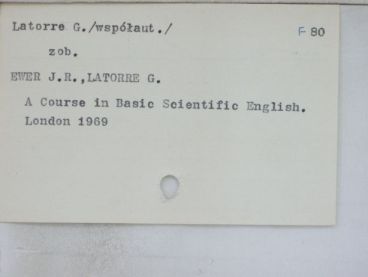 Latorre G./współaut./ F 80
zob.
EWER J.R.,LATORRE G.
A Course in Basic Scientific English.
London 1969